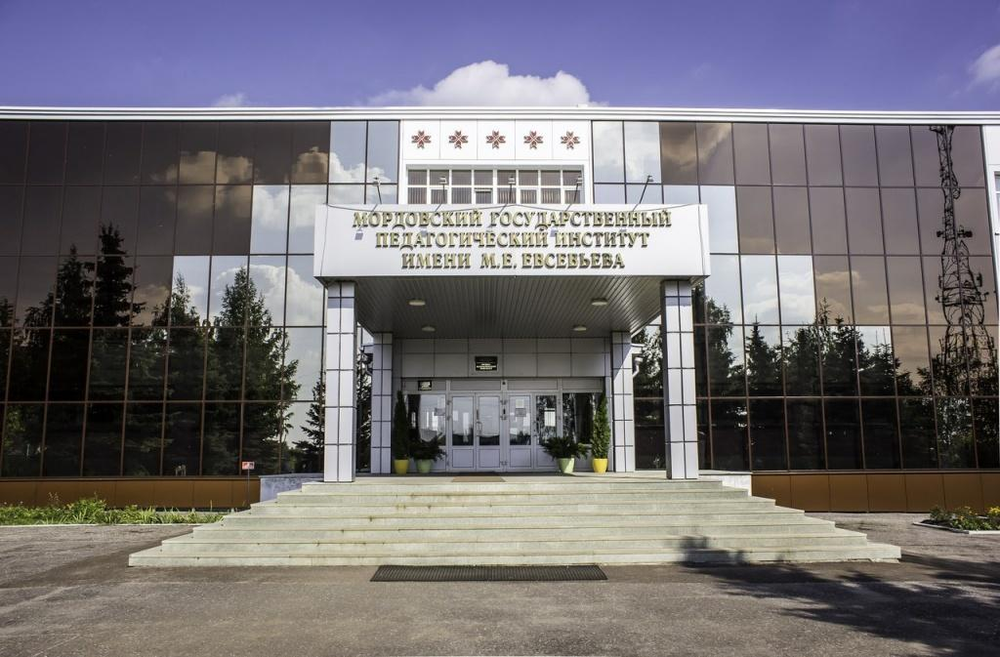 МОРДОВСКИЙ ГОСУДАРСТВЕННЫЙ
ПЕДАГОГИЧЕСКИЙ ИНСТИТУТ
ИМЕНИ М.Е. ЕВСЕВЬЕВА